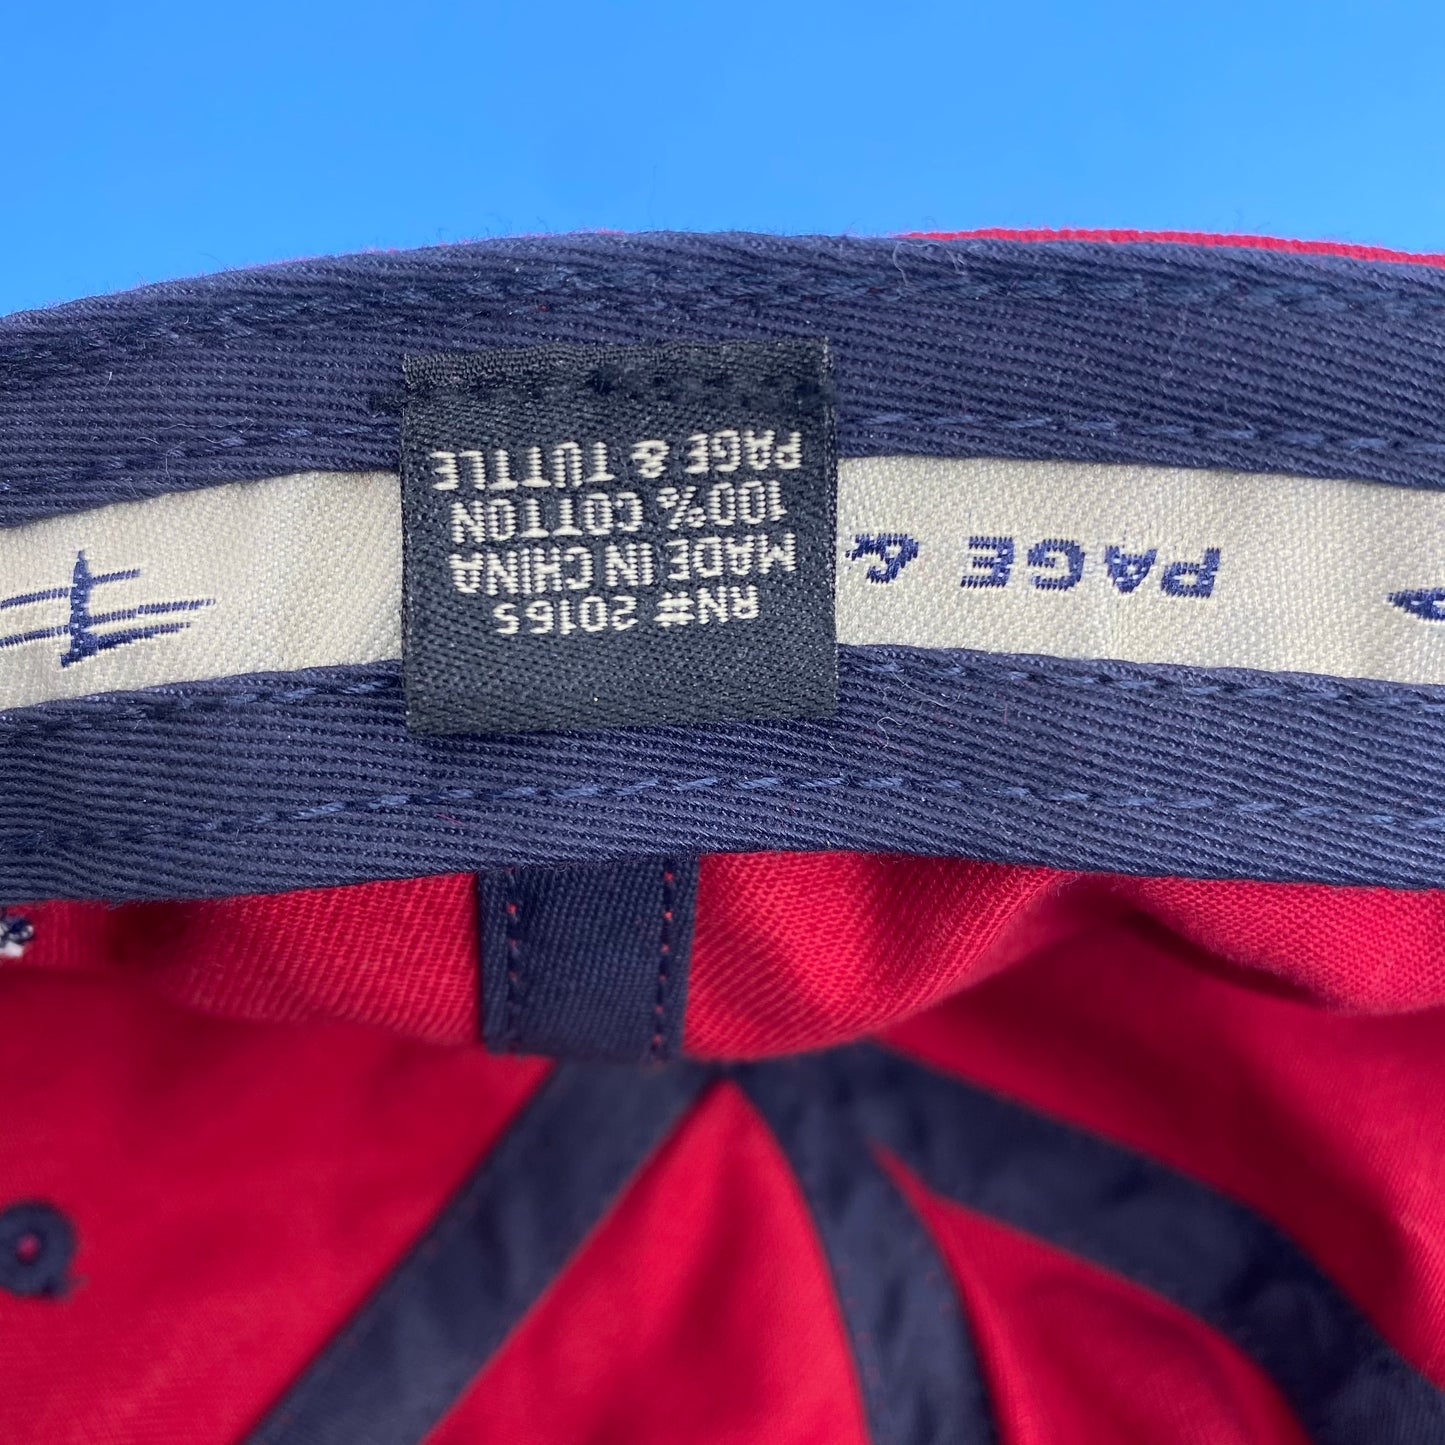 PAGE & TUTTLE
100% COTTON
MADE IN CHINA
RN# 20165
PAGE &